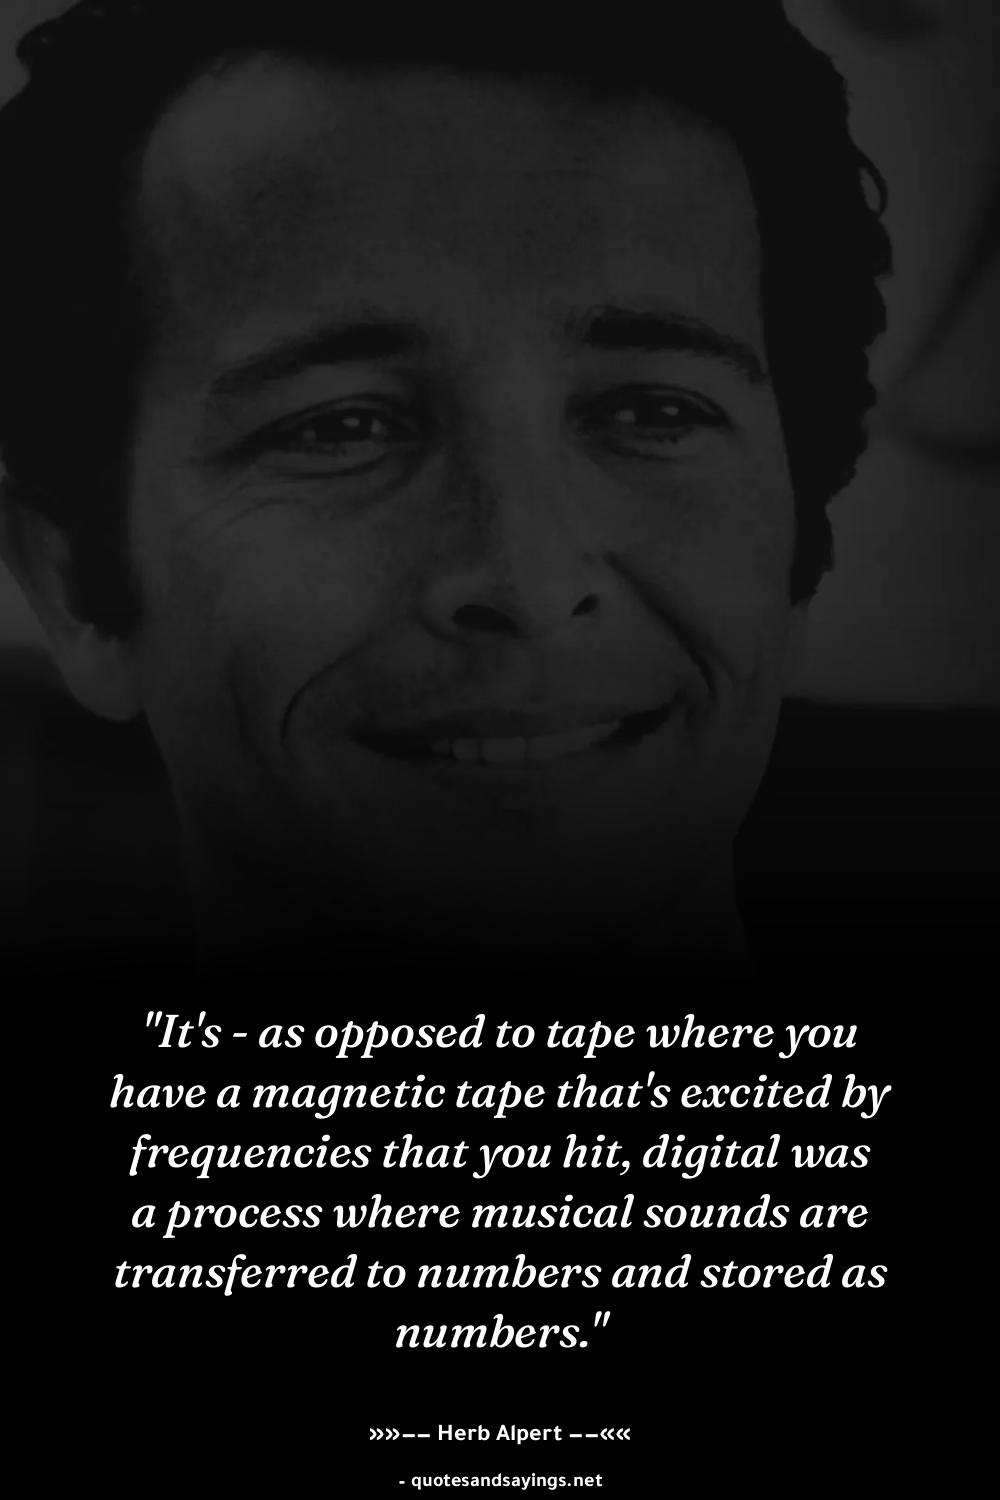 "It's - as opposed to tape where you
have a magnetic tape that's excited by
frequencies that you hit, digital was
a process where musical sounds are
transferred to numbers and stored as
numbers."
»»–– Herb Alpert ––««
- quotesandsayings.net